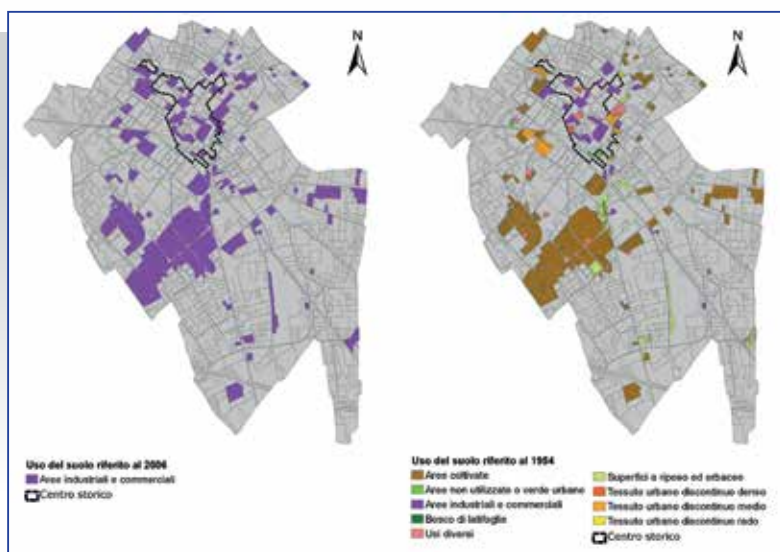 N
N
Uso del suolo riferito al 2006
Aree industriali e commerciali
Centro storico
Uso del suolo riferito al 1954
Aree coltivate
Aree non utilizzate o verde urbano
Aree industriali e commerciali
Bosco di latifoglie
Usi diversi
Superfici a riposo ed erbacee
Tessuto urbano discontinuo denso
Tessuto urbano discontinuo medio
Tessuto urbano discontinuo rado
Centro storico